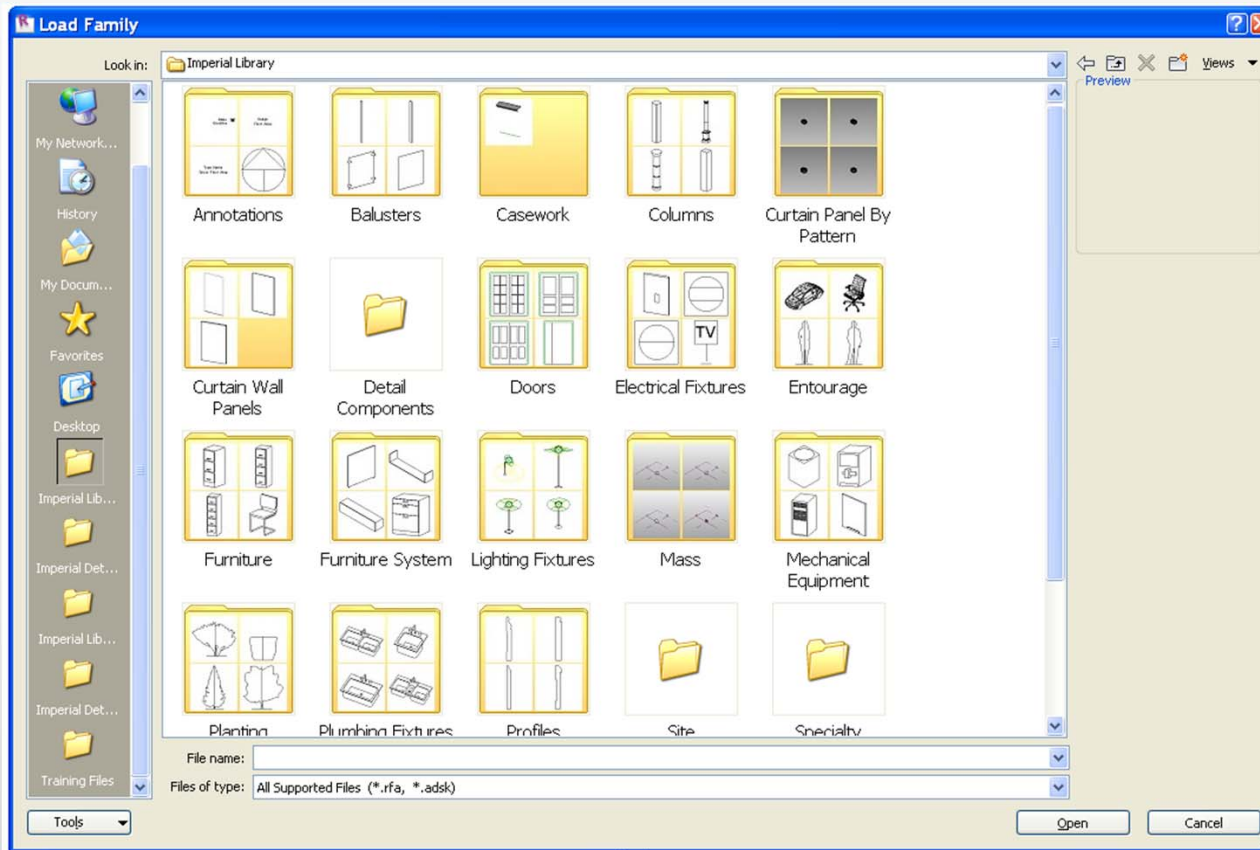 Load Family
Look in:
Imperial Library
Views
Preview
My Network...
History
My Docum...
Favorites
Desktop
Imperial Lib...
Imperial Det...
Imperial Lib...
Imperial Det...
Training Files
Annotations
Balusters
Casework
Columns
Curtain Panel By
Pattern
Curtain Wall
Panels
Detail
Components
Doors
TV
Electrical Fixtures
Entourage
Furniture
Furniture System
Lighting Fixtures
Mass
Mechanical
Equipment
Planting
Plumbing Fixtures
Profiles
Site
Specialty
File name:
Files of type:
All Supported Files (*.rfa, *.adsk)
Tools
Open
Cancel